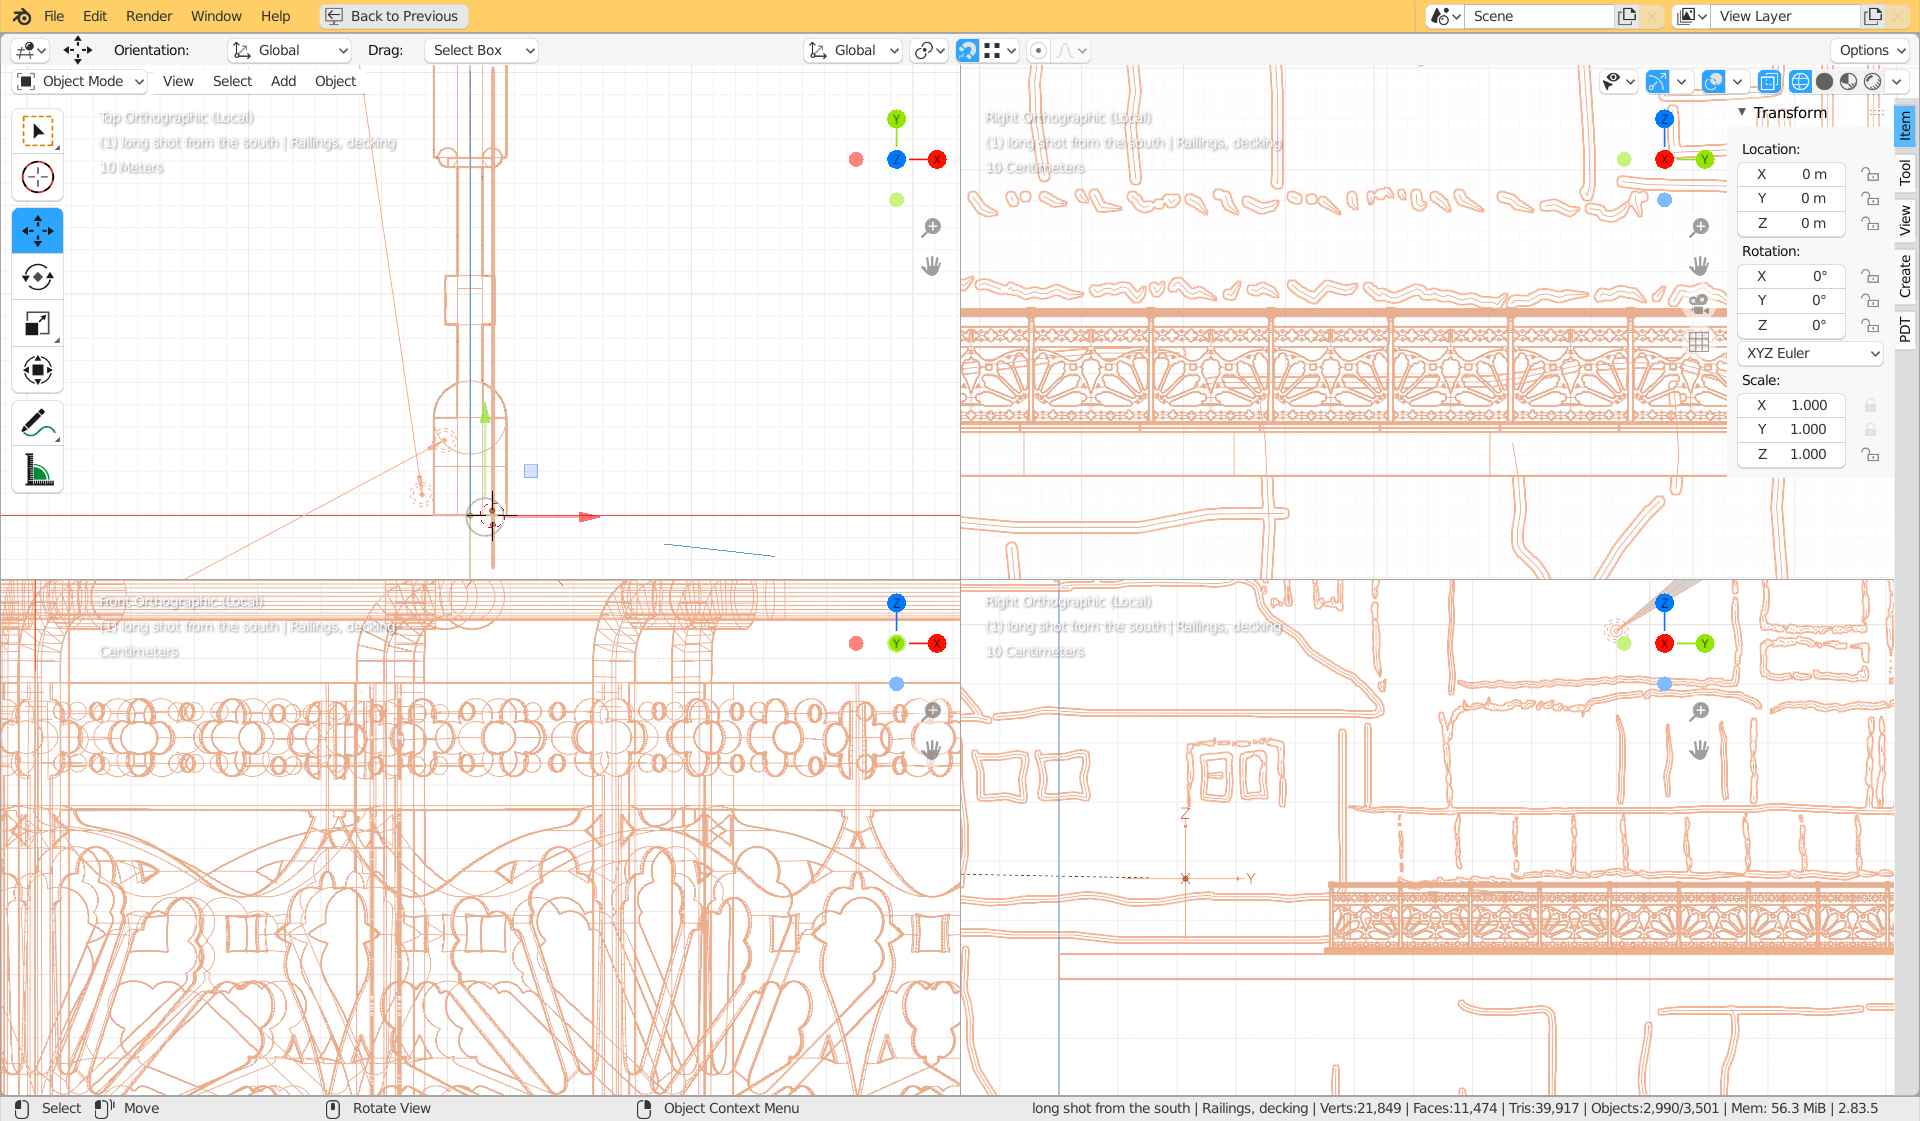 File Edit Render Window Help Back to Previous Scene View Layer
Orientation: Global Drag: Select Box Global Options
Object Mode View Select Add Object
Top Orthographic (Local)
(1) long shot from the south | Railings, decking
10 Meters
Y
Z
X
Right Orthographic (Local)
(1) long shot from the south | Railings, decking
10 Centimeters
Z
X
Y
Transform
Location:
X 0 m
Y 0 m
Z 0 m
Rotation:
X 0°
Y 0°
Z 0°
XYZ Euler
Scale:
X 1.000
Y 1.000
Z 1.000
Item
Tool
View
Create
PDT
Front Orthographic (Local)
(1) long shot from the south | Railings, decking
Centimeters
Z
Y
X
Right Orthographic (Local)
(1) long shot from the south | Railings, decking
10 Centimeters
Z
X
Y
Z
Y
Select Move Rotate View Object Context Menu long shot from the south | Railings, decking | Verts:21,849 | Faces:11,474 | Tris:39,917 | Objects:2,990/3,501 | Mem: 56.3 MiB | 2.83.5